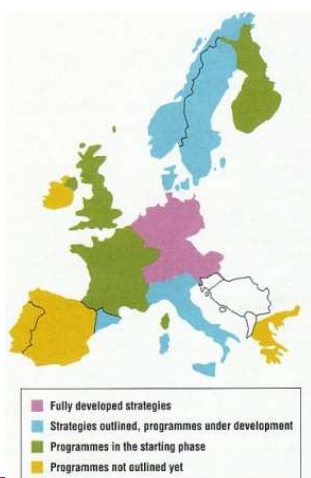 Fully developed strategies
Strategies outlined, programmes under development
Programmes in the starting phase
Programmes not outlined yet